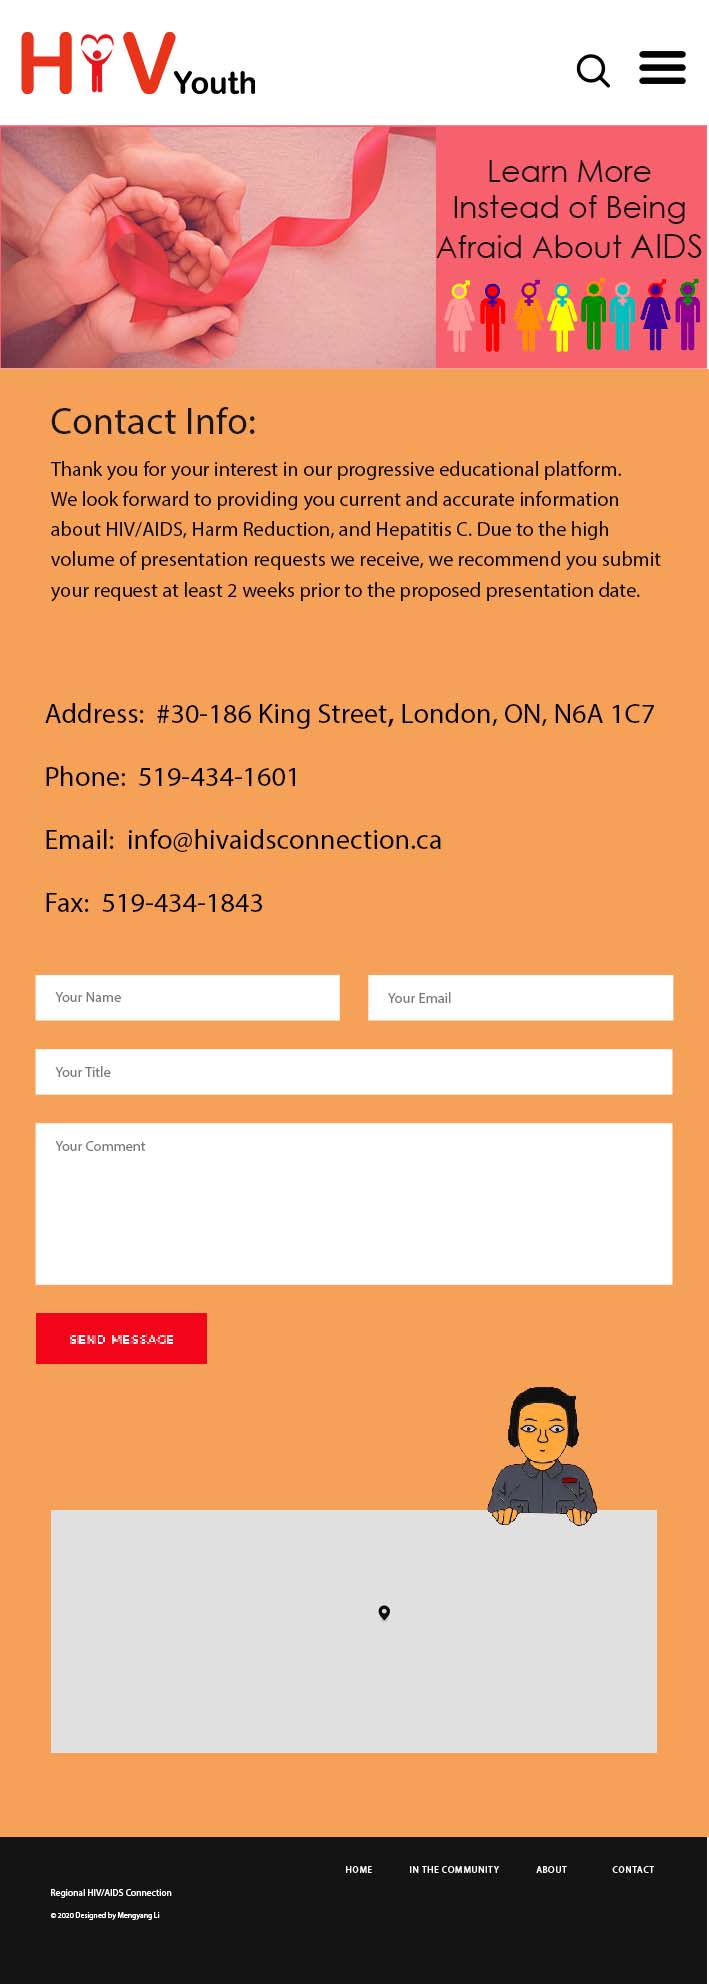 HIV Youth
Learn More
Instead of Being
Afraid About AIDS
Contact Info:
Thank you for your interest in our progressive educational platform.
We look forward to providing you current and accurate information
about HIV/AIDS, Harm Reduction, and Hepatitis C. Due to the high
volume of presentation requests we receive, we recommend you submit
your request at least 2 weeks prior to the proposed presentation date.
Address: #30-186 King Street, London, ON, N6A 1C7
Phone: 519-434-1601
Email: info@hivaidsconnection.ca
Fax: 519-434-1843
Your Name
Your Email
Your Title
Your Comment
SEND MESSAGE
HOME IN THE COMMUNITY ABOUT CONTACT
Regional HIV/AIDS Connection
© 2020 Designed by Mengyang Li